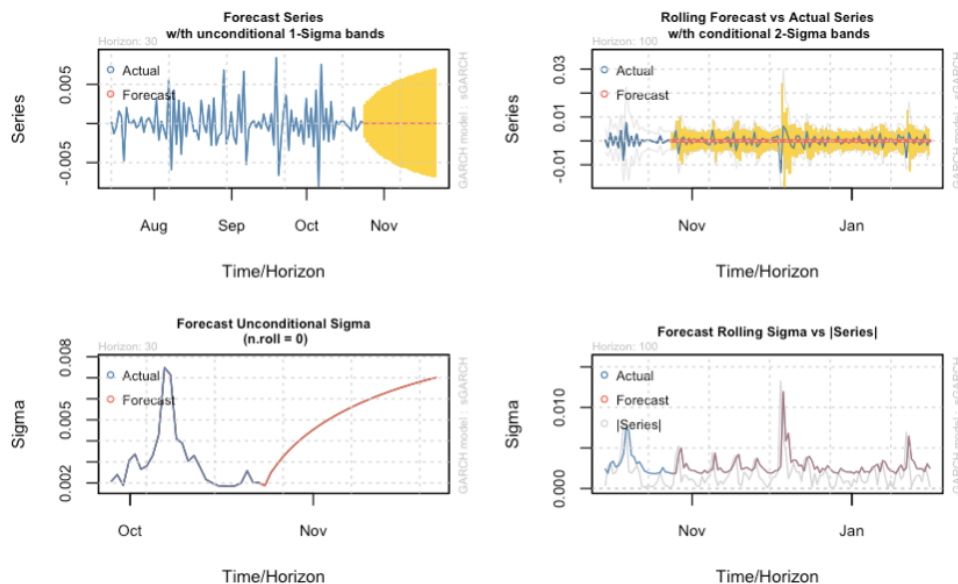 Forecast Series
w/th unconditional 1-Sigma bands
Horizon: 30
Actual
Forecast
Series
0.005
-0.005
GARCH model : sGARCH
Aug
Sep
Oct
Nov
Time/Horizon
Rolling Forecast vs Actual Series
w/th conditional 2-Sigma bands
Horizon: 100
Actual
Forecast
Series
0.03
0.01
-0.01
GARCH model : sGARCH
Nov
Jan
Time/Horizon
Forecast Unconditional Sigma
(n.roll = 0)
Horizon: 30
Actual
Forecast
Sigma
0.008
0.005
0.002
GARCH model : sGARCH
Oct
Nov
Time/Horizon
Forecast Rolling Sigma vs |Series|
Horizon: 100
Actual
Forecast
|Series|
Sigma
0.010
0.000
GARCH model : sGARCH
Nov
Jan
Time/Horizon